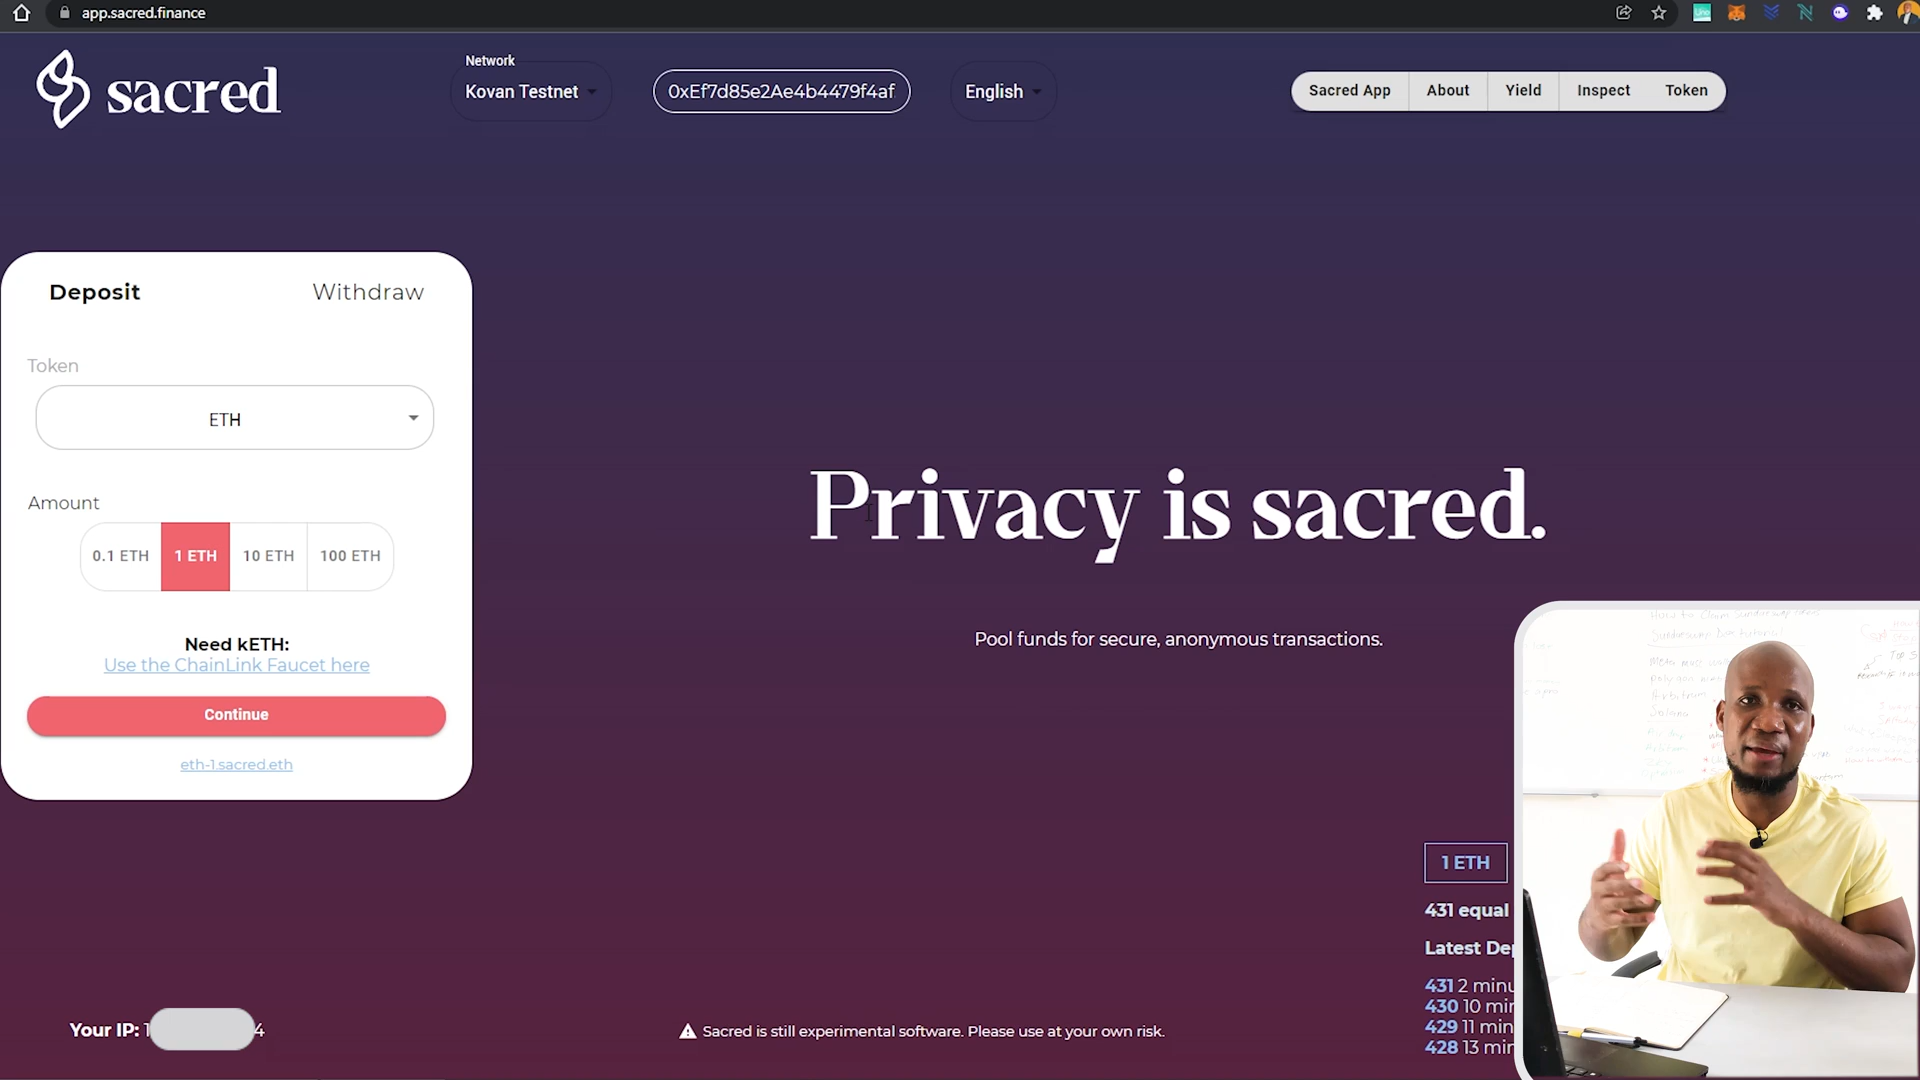 app.sacred.finance
sacred
Network
Kovan Testnet
0xEf7d85e2Ae4b4479f4af
English
Sacred App
About
Yield
Inspect
Token
Deposit
Withdraw
Token
ETH
Amount
0.1 ETH
1 ETH
10 ETH
100 ETH
Need kETH:
Use the ChainLink Faucet here
Continue
eth-1.sacred.eth
Privacy is sacred.
Pool funds for secure, anonymous transactions.
1 ETH
431 equal
Latest De
431 2 minu
430 10 min
429 11 min
428 13 min
Your IP: 1 4
Sacred is still experimental software. Please use at your own risk.